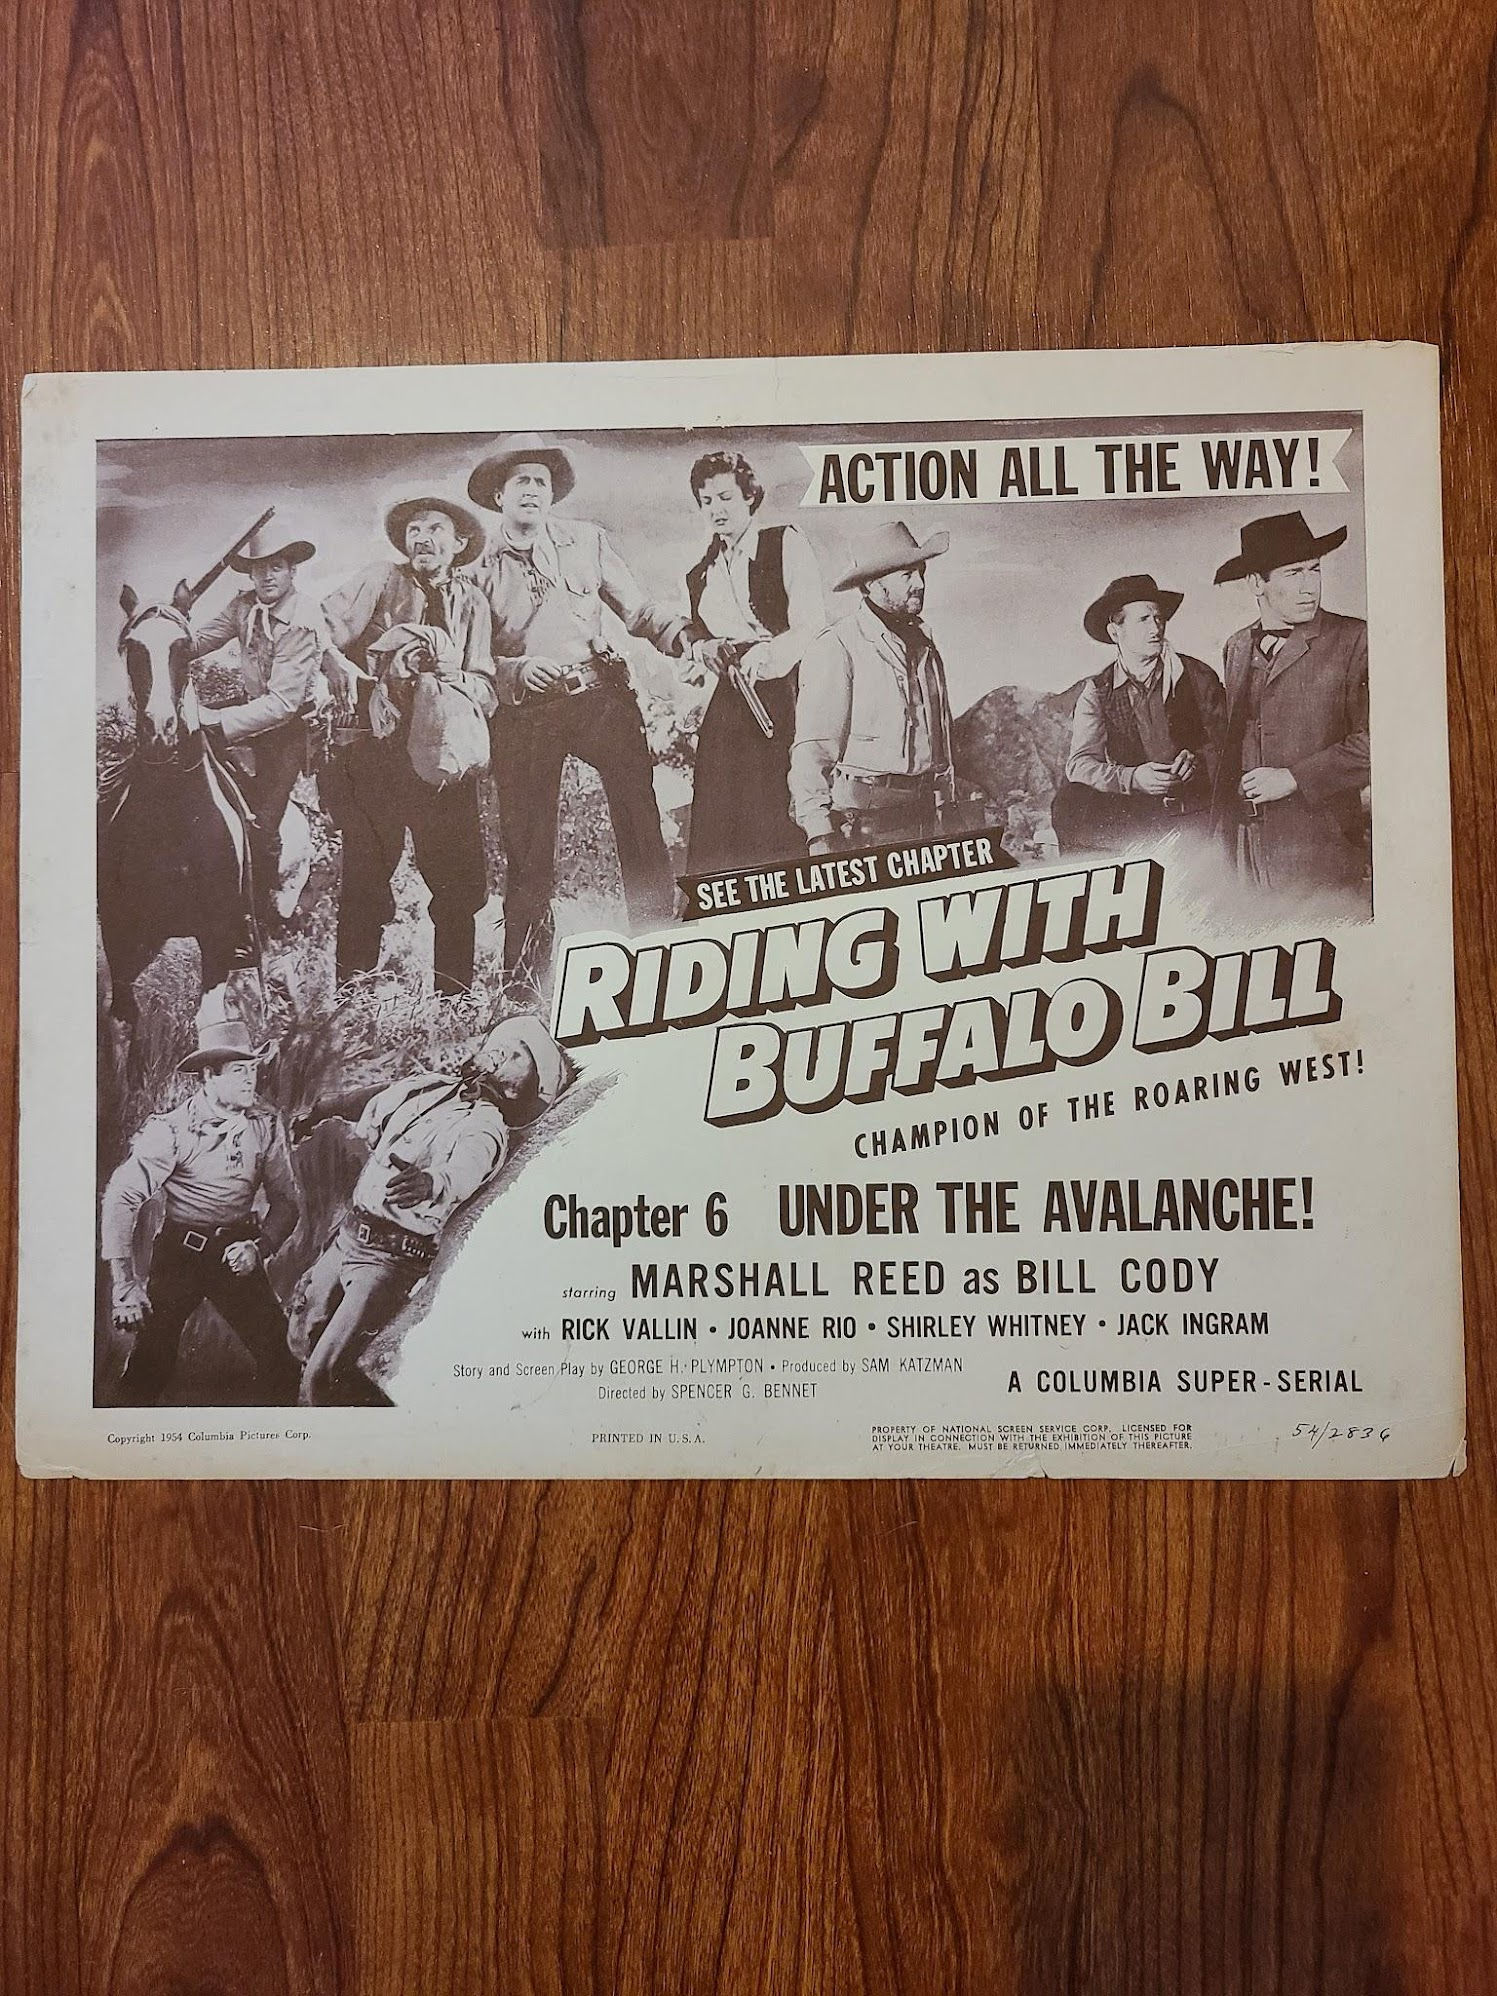 ACTION ALL THE WAY!
SEE THE LATEST CHAPTER
RIDING WITH
BUFFALO BILL
CHAMPION OF THE ROARING WEST!
Chapter 6 UNDER THE AVALANCHE!
starring MARSHALL REED as BILL CODY
with RICK VALLIN • JOANNE RIO • SHIRLEY WHITNEY • JACK INGRAM
Story and Screen Play by GEORGE H. PLYMPTON • Produced by SAM KATZMAN
Directed by SPENCER G. BENNET
A COLUMBIA SUPER-SERIAL
Copyright 1954 Columbia Pictures Corp.
PRINTED IN U.S.A.
PROPERTY OF NATIONAL SCREEN SERVICE CORP. LICENSED FOR
DISPLAY IN CONNECTION WITH THE EXHIBITION OF THIS PICTURE
AT YOUR THEATRE. MUST BE RETURNED IMMEDIATELY THEREAFTER.
54/2836